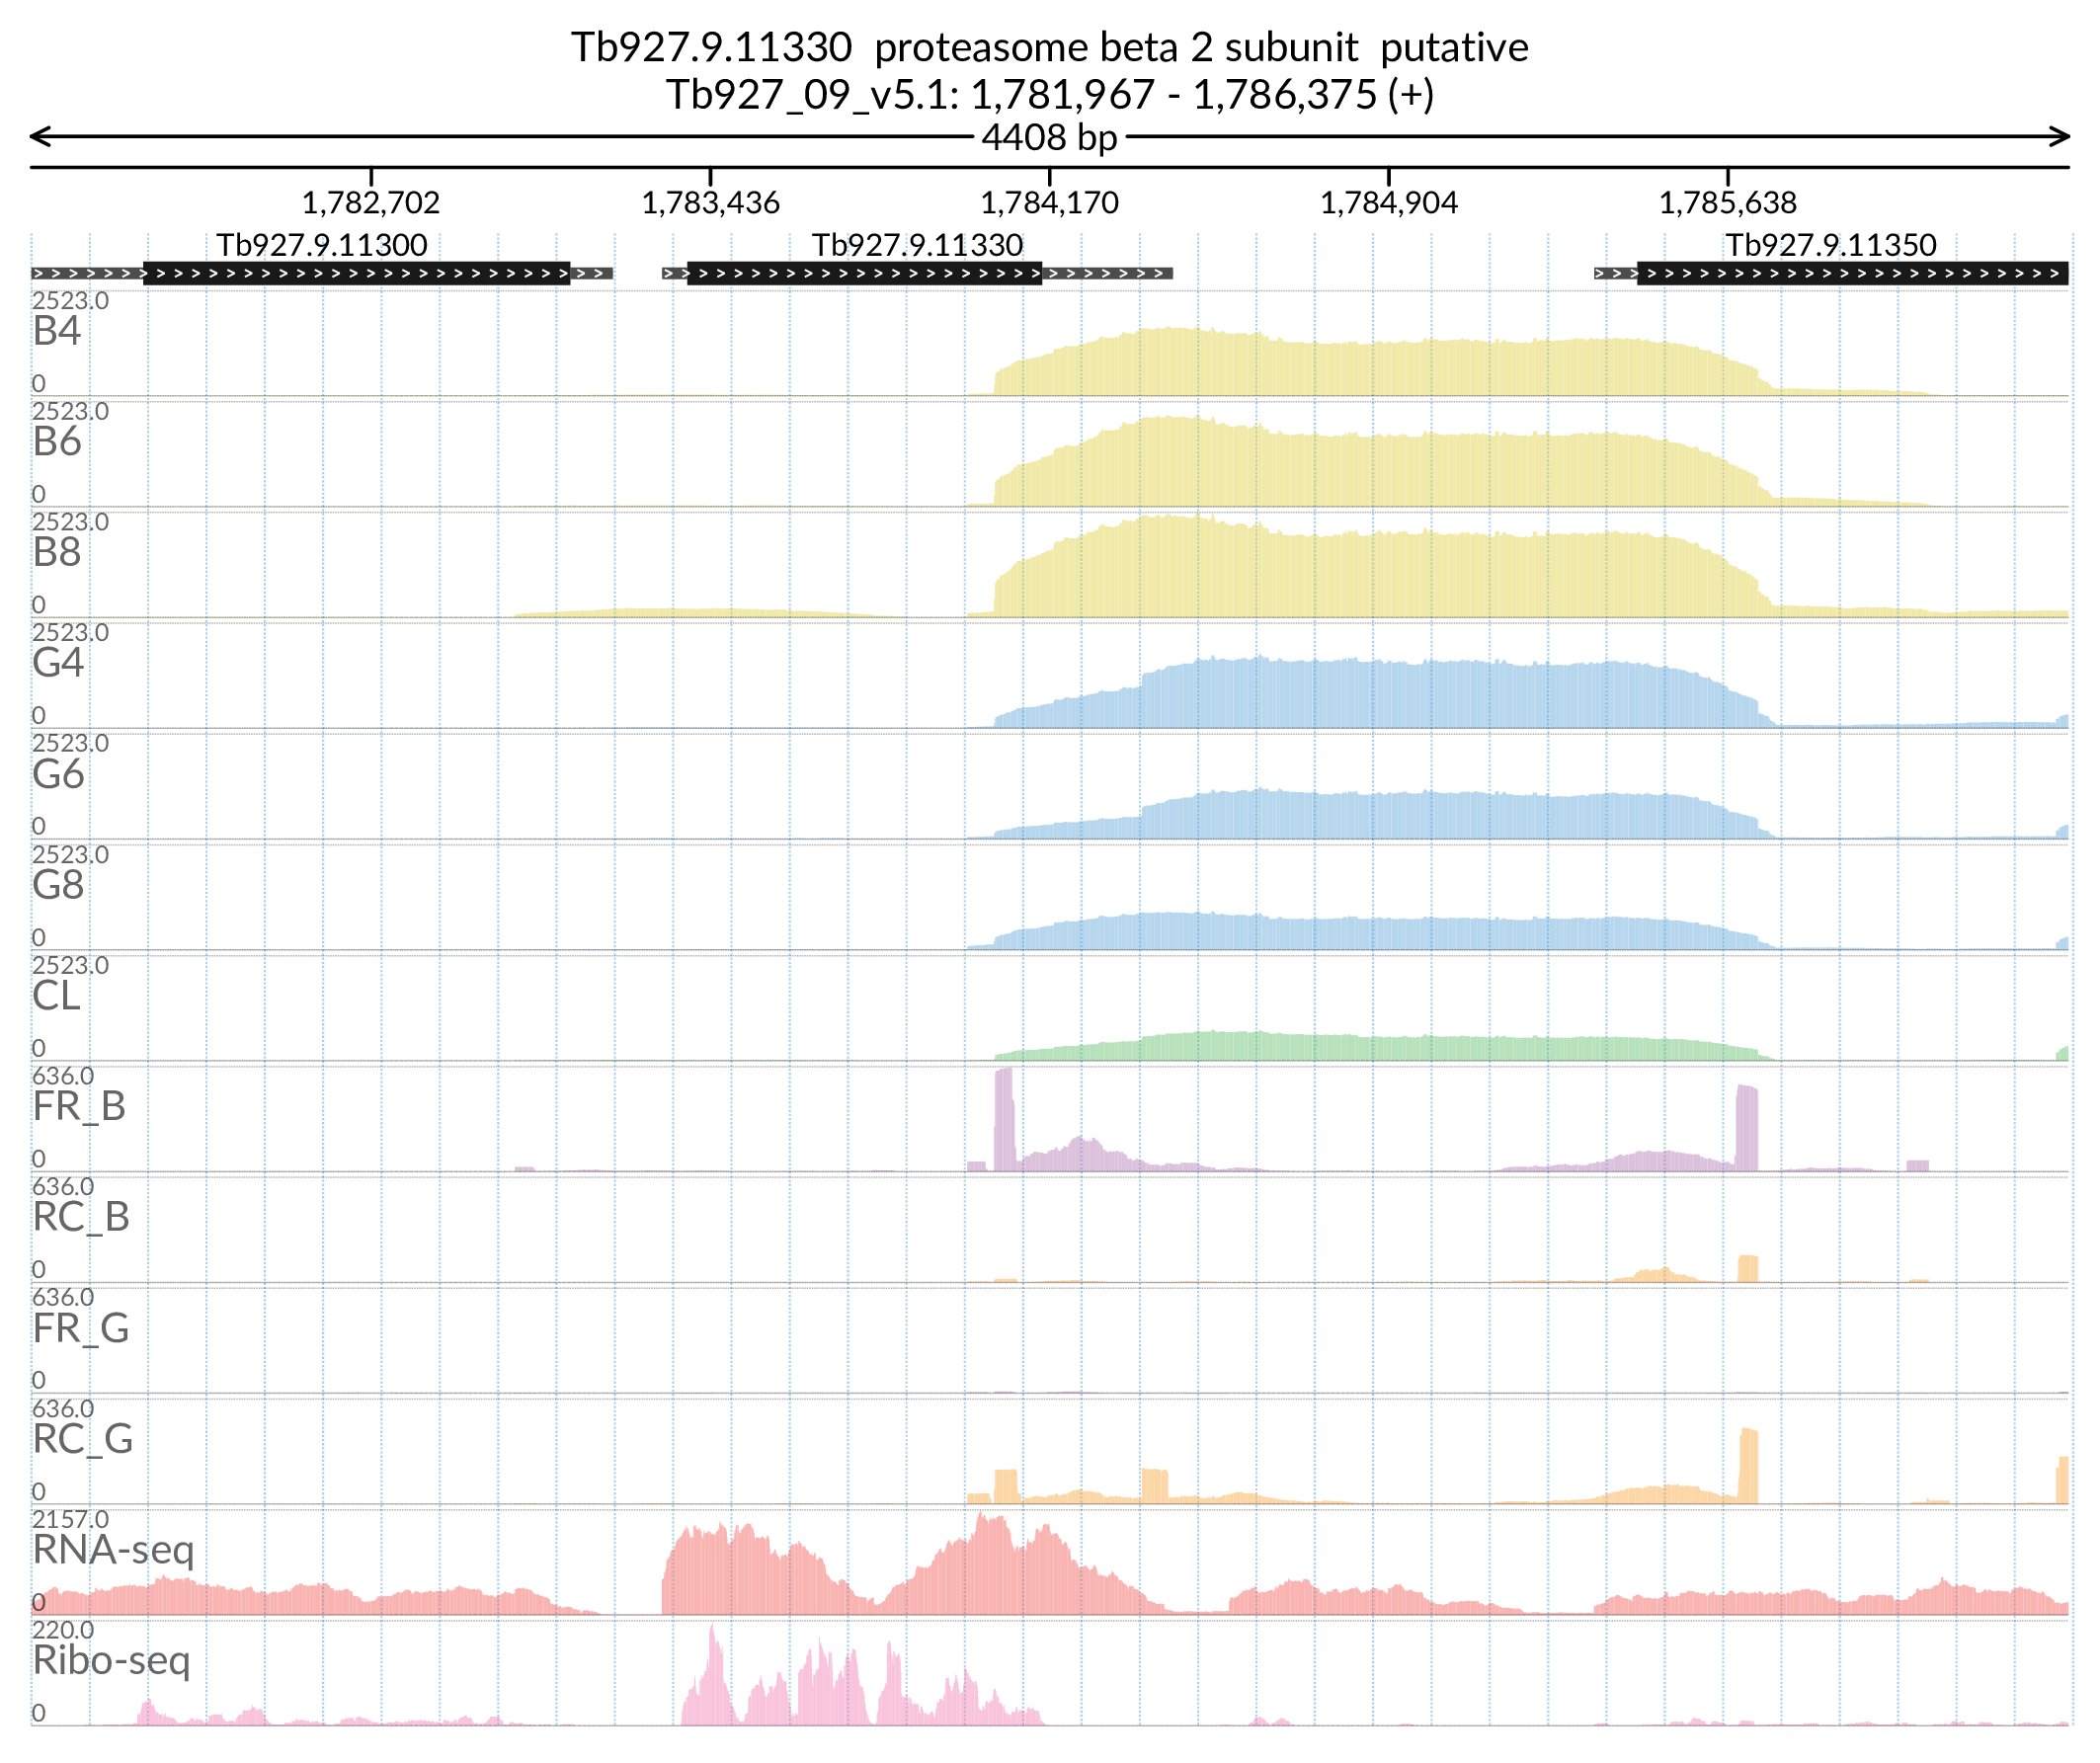 Tb927.9.11330 proteasome beta 2 subunit putative
Tb927_09_v5.1: 1,781,967 - 1,786,375 (+)
4408 bp
1,782,702 1,783,436 1,784,170 1,784,904 1,785,638
Tb927.9.11300 Tb927.9.11330 Tb927.9.11350
2523.0
B4
0
2523.0
B6
0
2523.0
B8
0
2523.0
G4
0
2523.0
G6
0
2523.0
G8
0
2523.0
CL
0
636.0
FR_B
0
636.0
RC_B
0
636.0
FR_G
0
636.0
RC_G
0
2157.0
RNA-seq
0
220.0
Ribo-seq
0